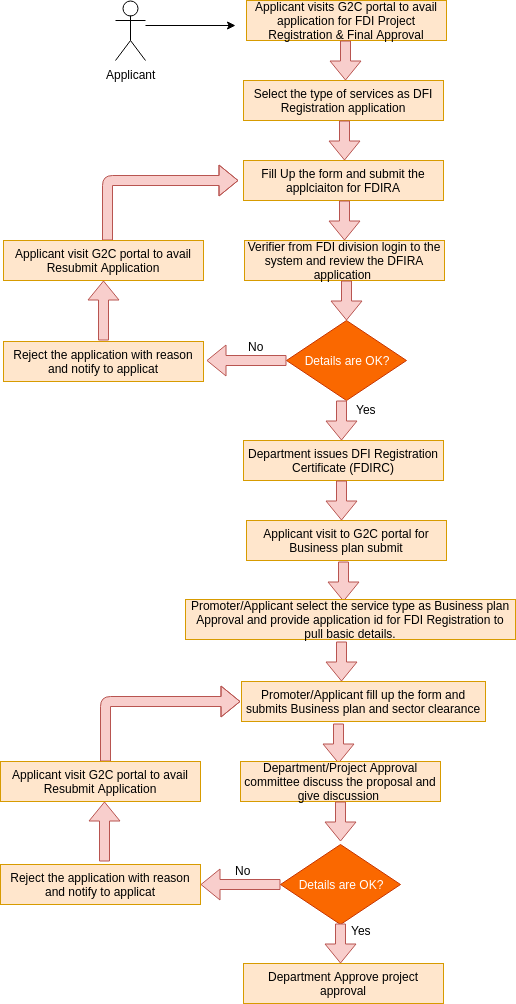 Applicant visits G2C portal to avail
application for FDI Project
Registration & Final Approval
Applicant
Select the type of services as DFI
Registration application
Fill Up the form and submit the
applciaiton for FDIRA
Verifier from FDI division login to the
system and review the DFIRA
application
Applicant visit G2C portal to avail
Resubmit Application
Reject the application with reason
and notify to applicat
No
Details are OK?
Yes
Department issues DFI Registration
Certificate (FDIRC)
Applicant visit to G2C portal for
Business plan submit
Promoter/Applicant select the service type as Business plan
Approval and provide application id for FDI Registration to
pull basic details.
Promoter/Applicant fill up the form and
submits Business plan and sector clearance
Department/Project Approval
committee discuss the proposal and
give discussion
Applicant visit G2C portal to avail
Resubmit Application
Reject the application with reason
and notify to applicat
No
Details are OK?
Yes
Department Approve project
approval